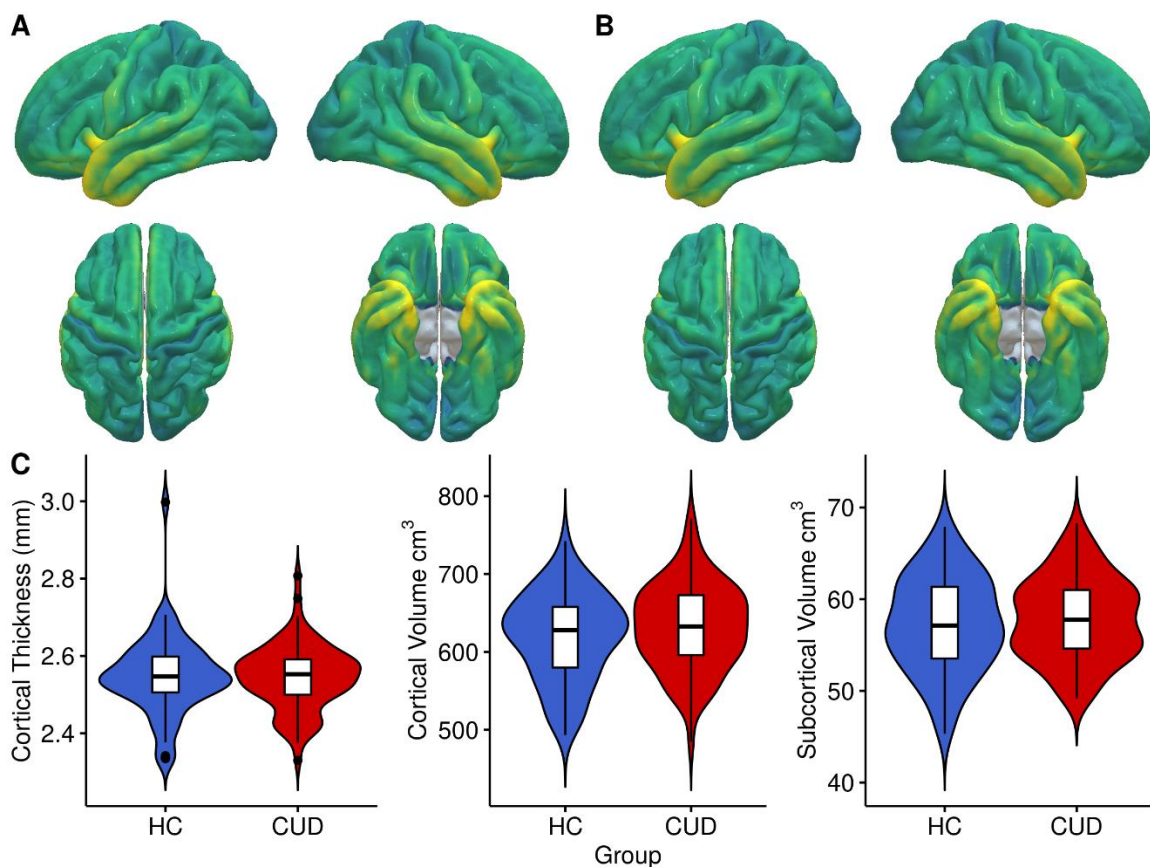 A
B
C
Cortical Thickness (mm)
3.0
2.8
2.6
2.4
HC
CUD
Cortical Volume cm³
800
700
600
500
HC
CUD
Subcortical Volume cm³
70
60
50
40
HC
CUD
Group